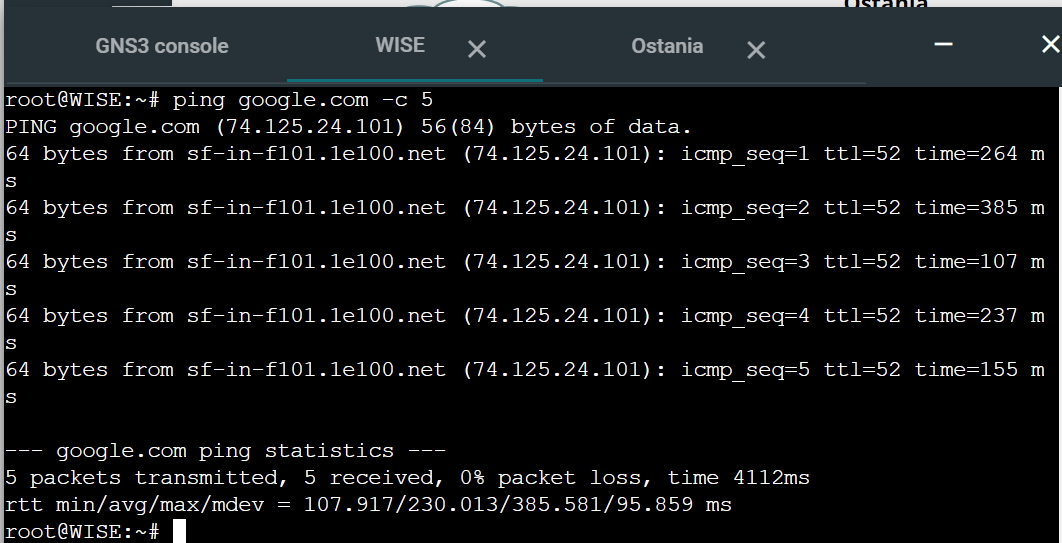 Ostania
GNS3 console WISE Ostania
root@WISE:~# ping google.com -c 5
PING google.com (74.125.24.101) 56(84) bytes of data.
64 bytes from sf-in-f101.1e100.net (74.125.24.101): icmp_seq=1 ttl=52 time=264 m
s
64 bytes from sf-in-f101.1e100.net (74.125.24.101): icmp_seq=2 ttl=52 time=385 m
s
64 bytes from sf-in-f101.1e100.net (74.125.24.101): icmp_seq=3 ttl=52 time=107 m
s
64 bytes from sf-in-f101.1e100.net (74.125.24.101): icmp_seq=4 ttl=52 time=237 m
s
64 bytes from sf-in-f101.1e100.net (74.125.24.101): icmp_seq=5 ttl=52 time=155 m
s
--- google.com ping statistics ---
5 packets transmitted, 5 received, 0% packet loss, time 4112ms
rtt min/avg/max/mdev = 107.917/230.013/385.581/95.859 ms
root@WISE:~#